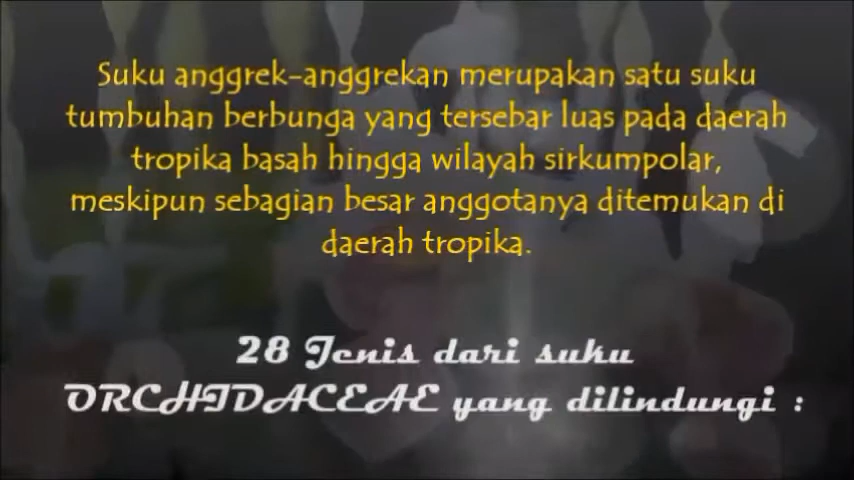 Suku anggrek-anggrekan merupakan satu suku
tumbuhan berbunga yang tersebar luas pada daerah
tropika basah hingga wilayah sirkumpolar,
meskipun sebagian besar anggotanya ditemukan di
daerah tropika.
28 Jenis dari suku
ORCHIDACEAE yang dilindungi :